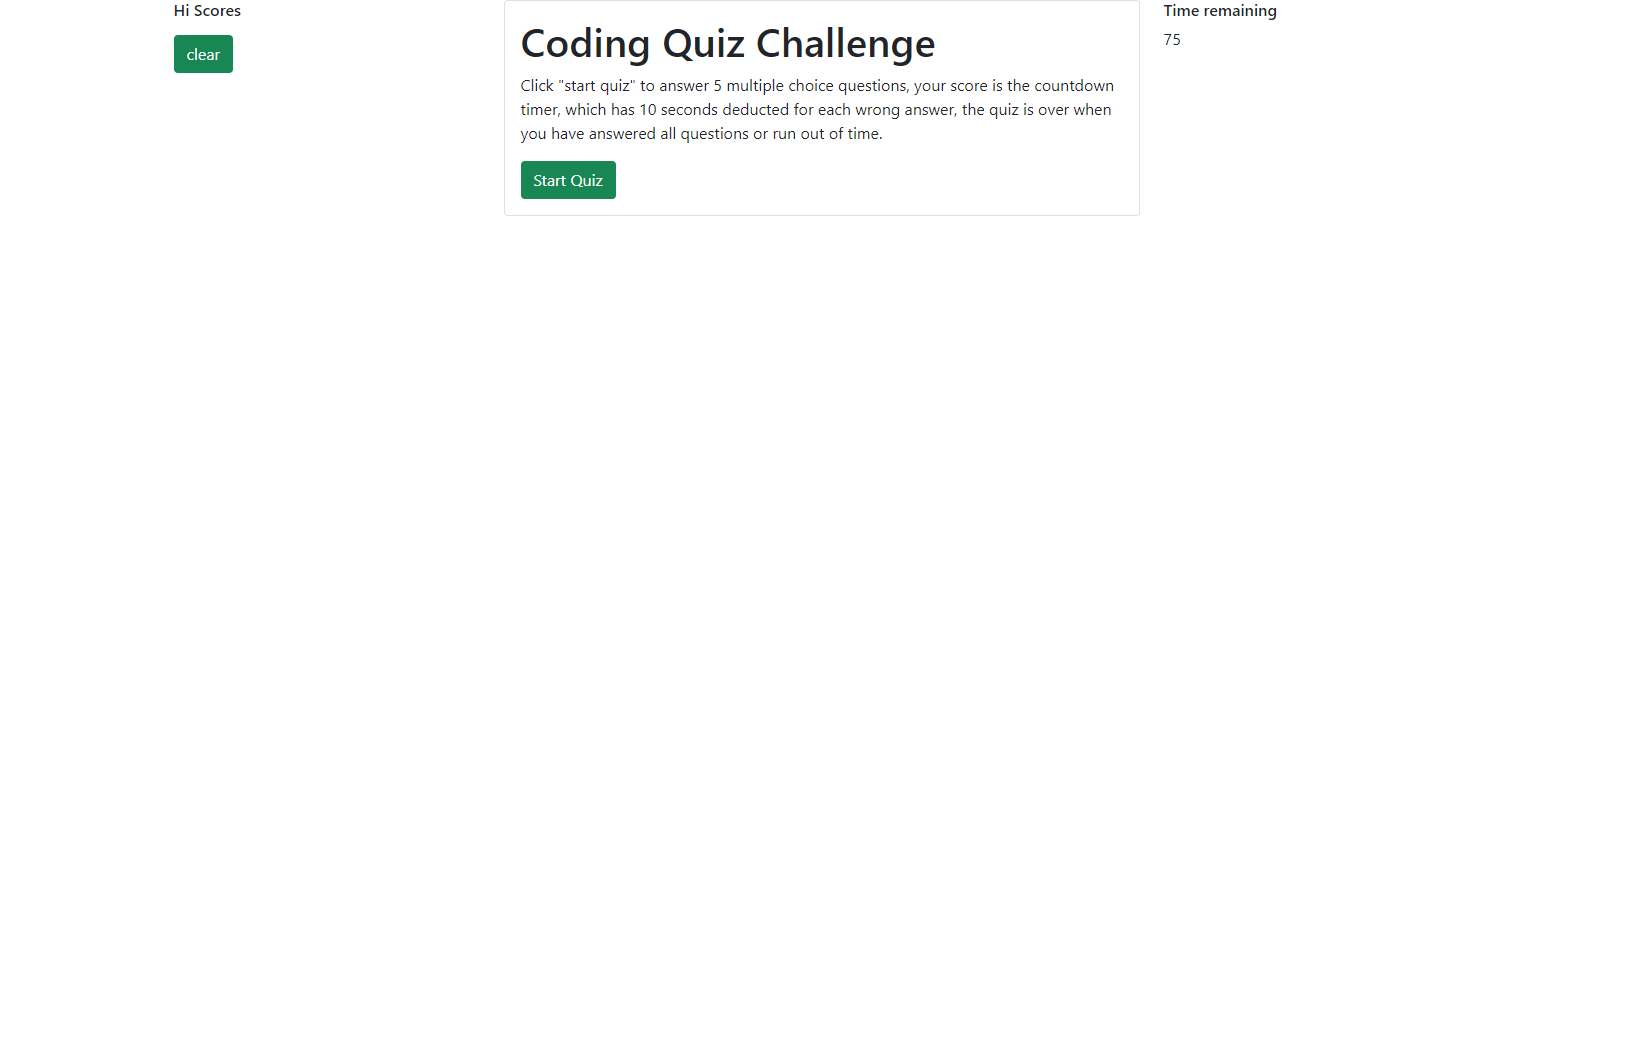 Hi Scores
clear
Coding Quiz Challenge
Click "start quiz" to answer 5 multiple choice questions, your score is the countdown
timer, which has 10 seconds deducted for each wrong answer, the quiz is over when
you have answered all questions or run out of time.
Start Quiz
Time remaining
75